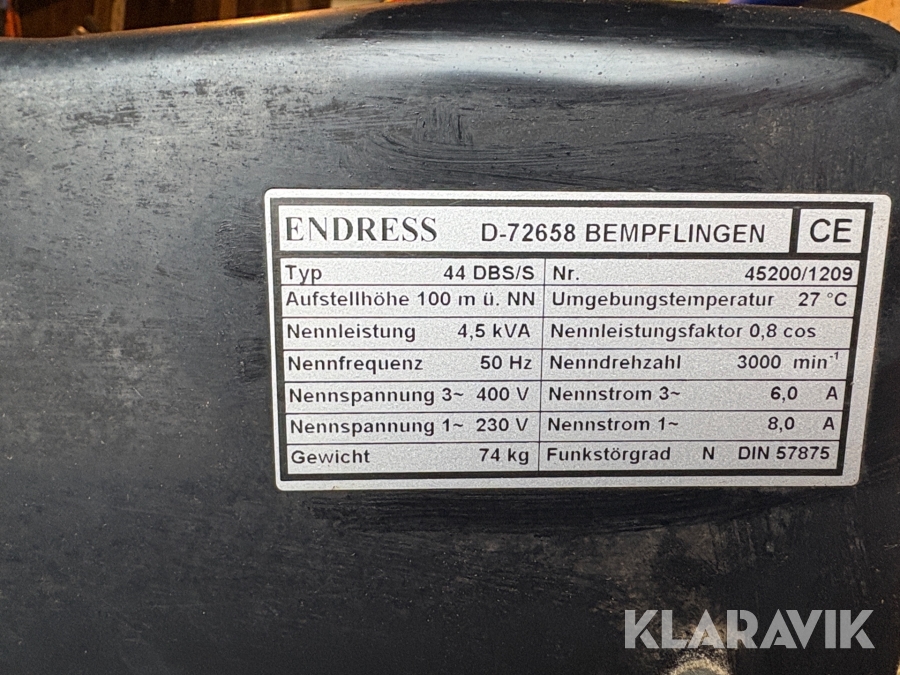 ENDRESS D-72658 BEMPFLINGEN CE
Typ 44 DBS/S Nr. 45200/1209
Aufstellhöhe 100 m ü. NN Umgebungstemperatur 27 °C
Nennleistung 4,5 kVA Nennleistungsfaktor 0,8 cos
Nennfrequenz 50 Hz Nenndrehzahl 3000 min⁻¹
Nennspannung 3~ 400 V Nennstrom 3~ 6,0 A
Nennspannung 1~ 230 V Nennstrom 1~ 8,0 A
Gewicht 74 kg Funkstörgrad N DIN 57875
KLARAVIK